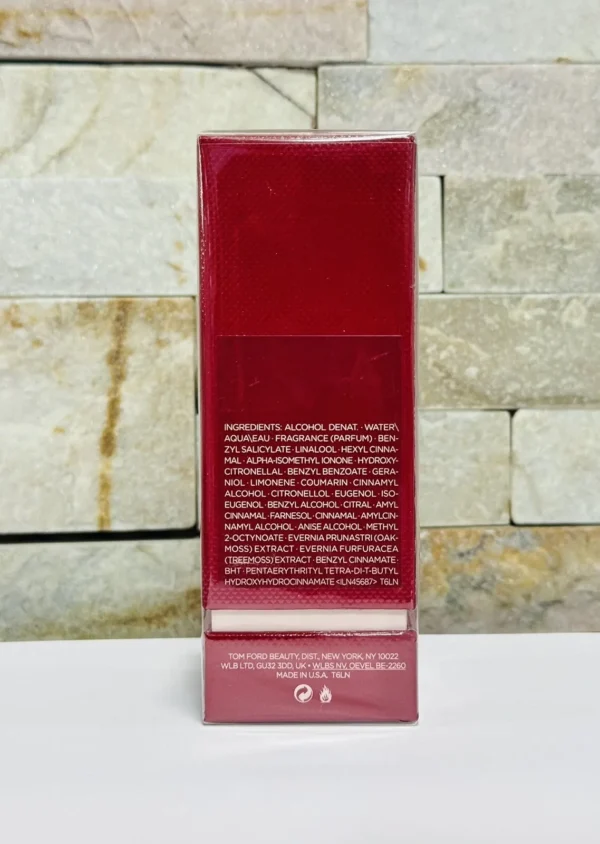 INGREDIENTS: ALCOHOL DENAT. · WATER\
AQUA\EAU · FRAGRANCE (PARFUM) · BEN-
ZYL SALICYLATE · LINALOOL · HEXYL CINNA-
MAL · ALPHA-ISOMETHYL IONONE · HYDROXY-
CITRONELLAL · BENZYL BENZOATE · GERA-
NIOL · LIMONENE · COUMARIN · CINNAMYL
ALCOHOL · CITRONELLOL · EUGENOL · ISO-
EUGENOL · BENZYL ALCOHOL · CITRAL · AMYL
CINNAMAL · FARNESOL · CINNAMAL · AMYLCIN-
NAMYL ALCOHOL · ANISE ALCOHOL · METHYL
2-OCTYNOATE · EVERNIA PRUNASTRI (OAK-
MOSS) EXTRACT · EVERNIA FURFURACEA
(TREEMOSS) EXTRACT · BENZYL CINNAMATE ·
BHT · PENTAERYTHRITYL TETRA-DI-T-BUTYL
HYDROXYHYDROCINNAMATE <ILN45687> T6LN
TOM FORD BEAUTY, DIST., NEW YORK, NY 10022
WLB LTD, GU32 3DD, UK • WLBS NV, OEVEL BE-2260
MADE IN U.S.A. T6LN